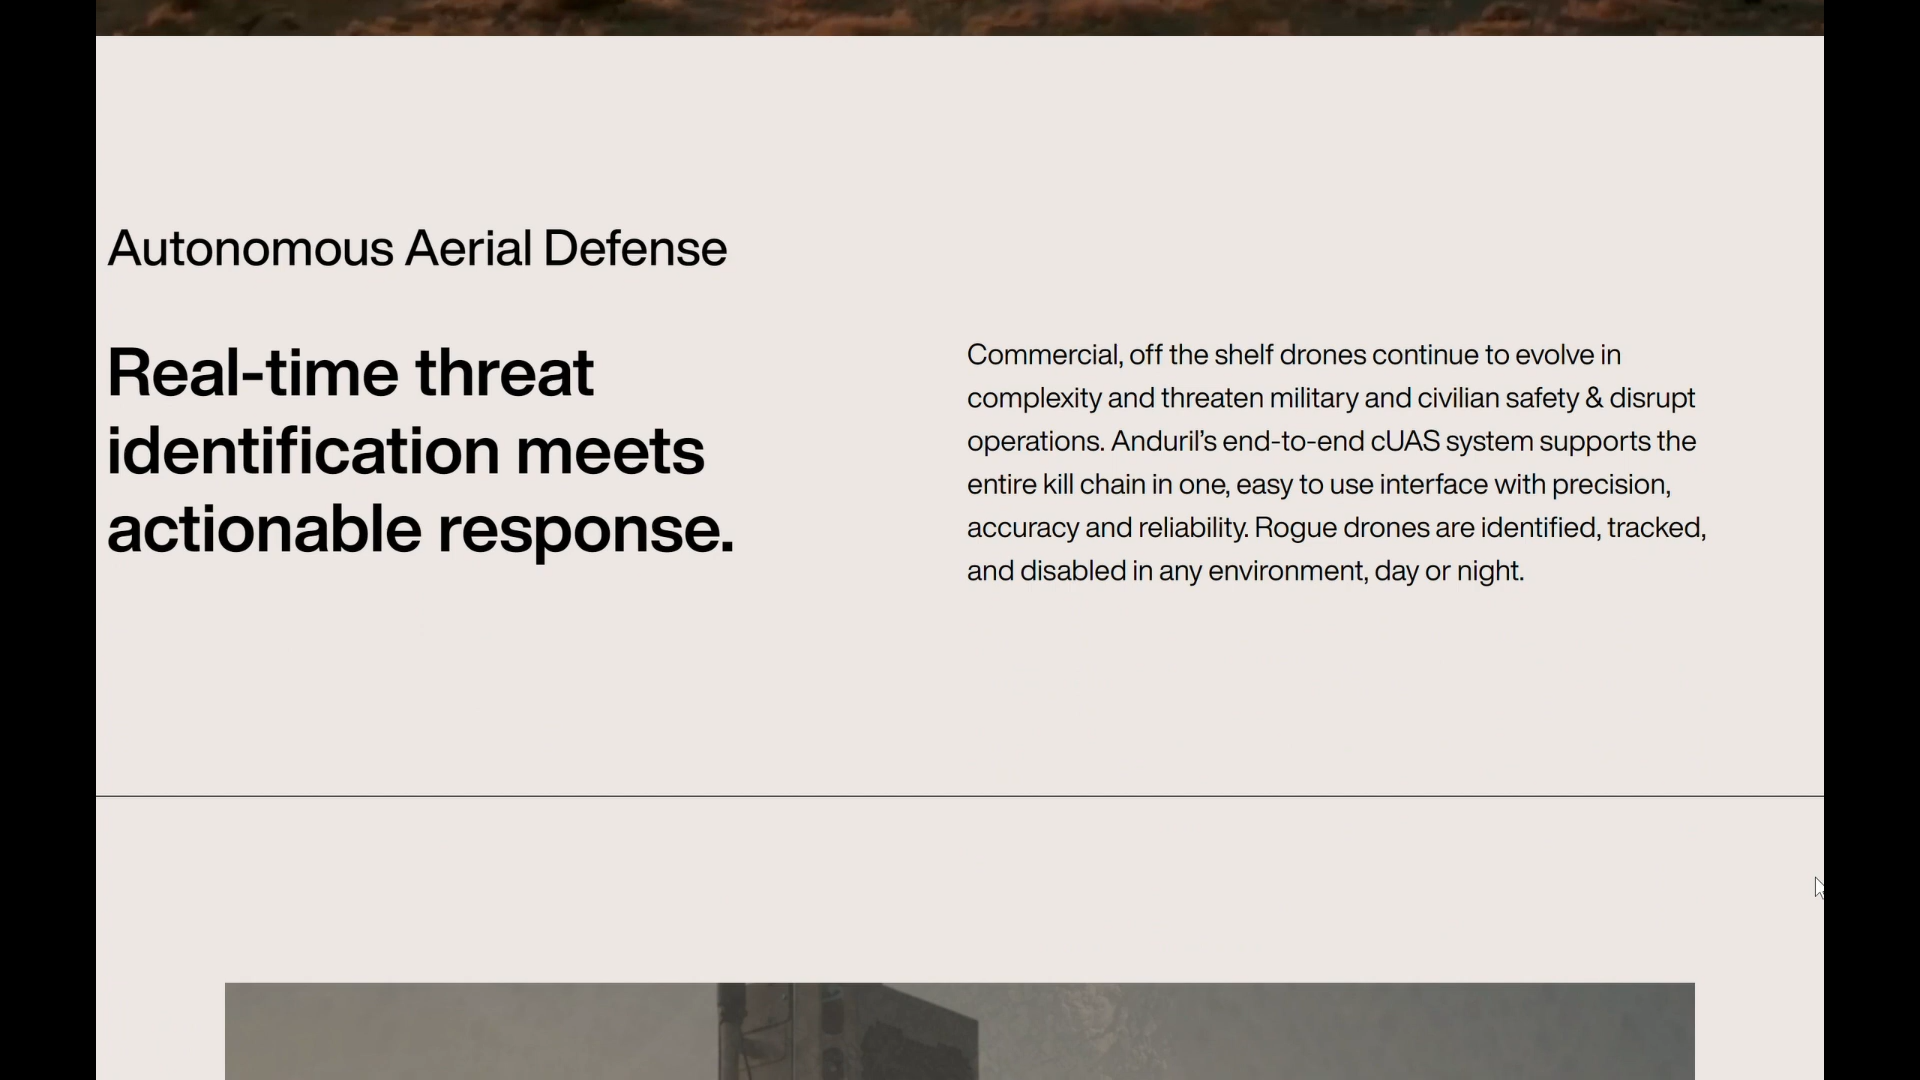 Autonomous Aerial Defense
Real-time threat
identification meets
actionable response.
Commercial, off the shelf drones continue to evolve in
complexity and threaten military and civilian safety & disrupt
operations. Anduril’s end-to-end cUAS system supports the
entire kill chain in one, easy to use interface with precision,
accuracy and reliability. Rogue drones are identified, tracked,
and disabled in any environment, day or night.